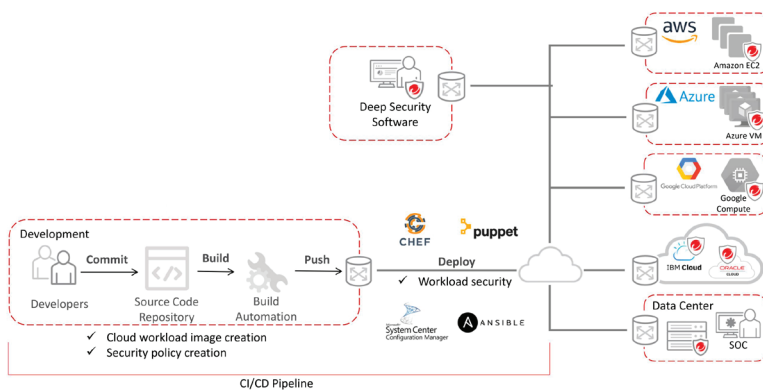 aws
Amazon EC2
Deep Security
Software
Azure
Azure VM
Google Cloud Platform
Google
Compute
Development
CHEF
puppet
Commit
Build
Push
Deploy
✓ Workload security
IBM Cloud
ORACLE
CLOUD
Developers
Source Code
Repository
Build
Automation
System Center
Configuration Manager
ANSIBLE
Data Center
SOC
✓ Cloud workload image creation
✓ Security policy creation
CI/CD Pipeline